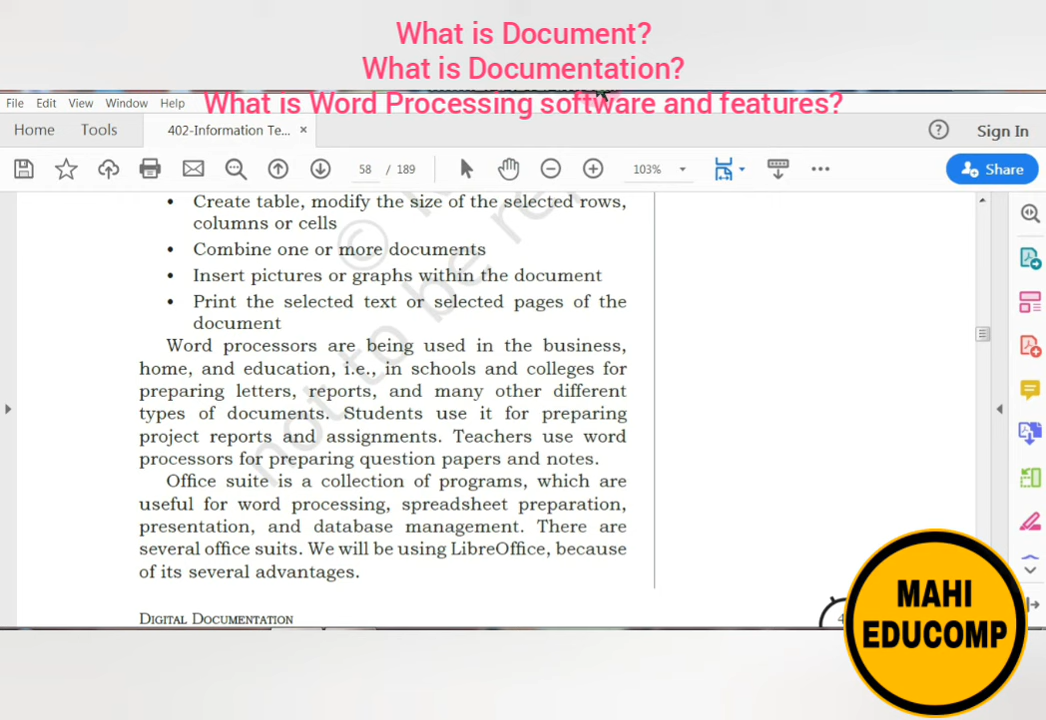 What is Document?
What is Documentation?
What is Word Processing software and features?
File Edit View Window Help
Home Tools 402-Information Te... × ? Sign In
58 / 189 103% Share
• Create table, modify the size of the selected rows,
columns or cells
• Combine one or more documents
• Insert pictures or graphs within the document
• Print the selected text or selected pages of the
document
Word processors are being used in the business,
home, and education, i.e., in schools and colleges for
preparing letters, reports, and many other different
types of documents. Students use it for preparing
project reports and assignments. Teachers use word
processors for preparing question papers and notes.
Office suite is a collection of programs, which are
useful for word processing, spreadsheet preparation,
presentation, and database management. There are
several office suits. We will be using LibreOffice, because
of its several advantages.
DIGITAL DOCUMENTATION
not to be re
©
MAHI
EDUCOMP